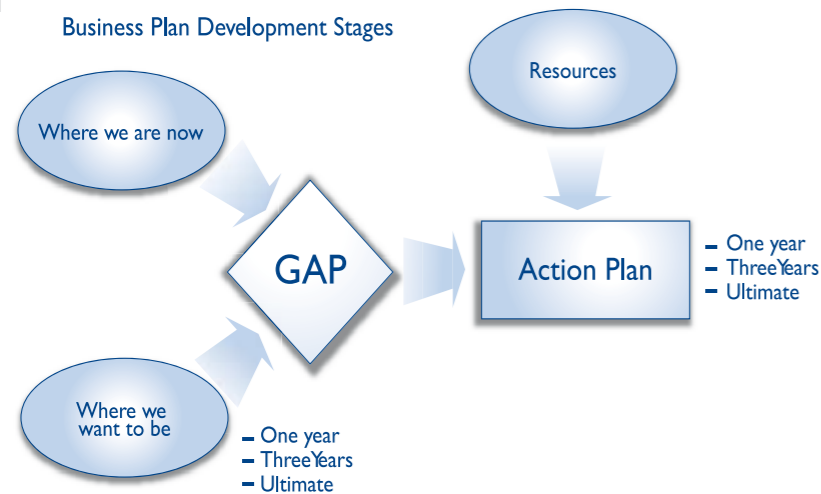 Business Plan Development Stages
Resources
Where we are now
GAP
Action Plan
– One year
– ThreeYears
– Ultimate
Where we
want to be
– One year
– ThreeYears
– Ultimate